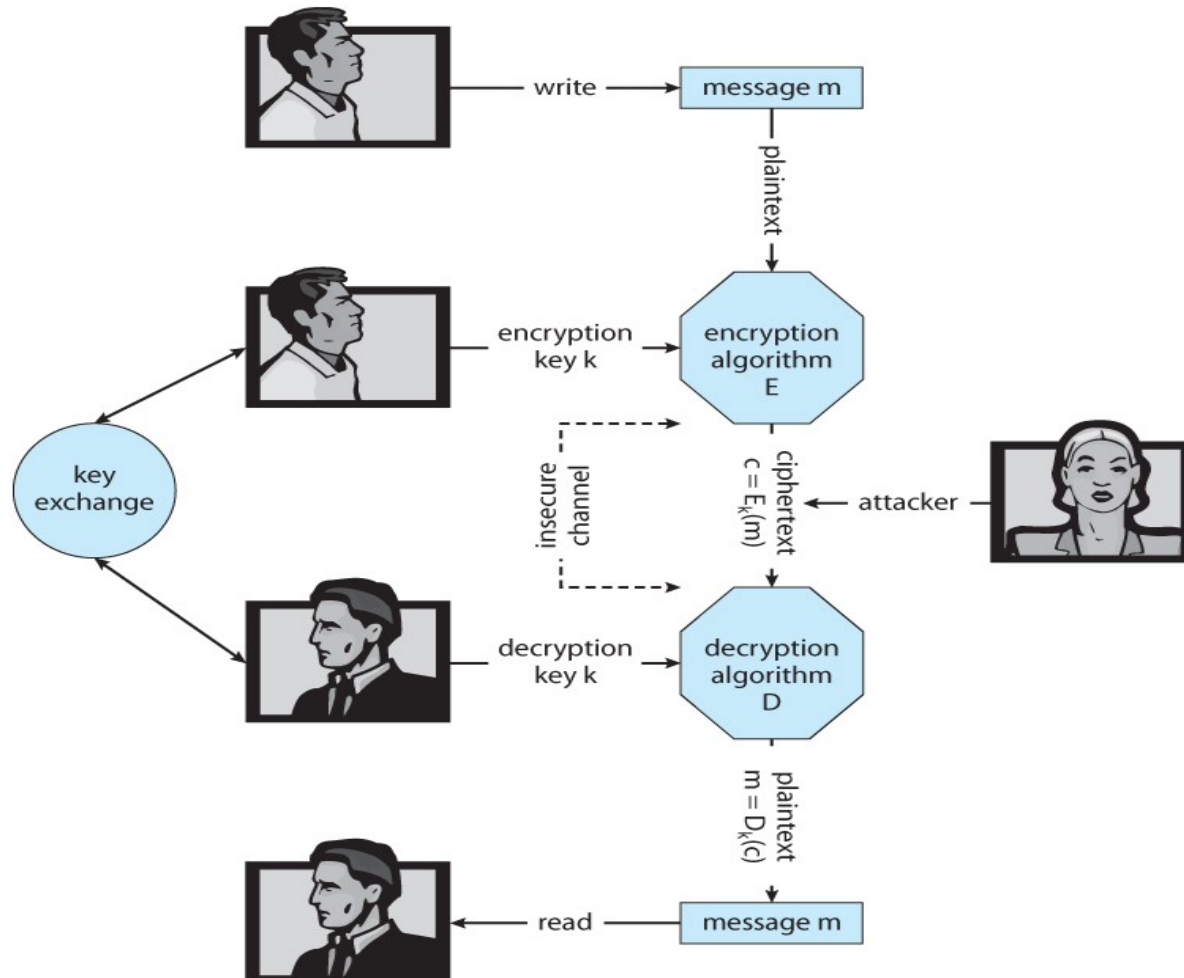 write
message m
plaintext
encryption
key k
encryption
algorithm
E
key
exchange
insecure
channel
ciphertext
c = Eₖ(m)
attacker
decryption
key k
decryption
algorithm
D
plaintext
m = Dₖ(c)
read
message m